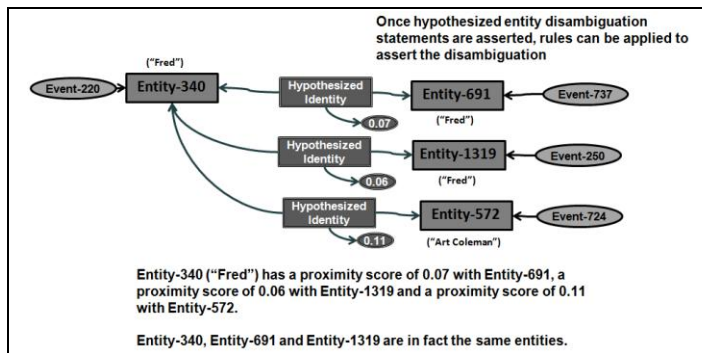 Once hypothesized entity disambiguation
statements are asserted, rules can be applied to
assert the disambiguation
("Fred")
Event-220
Entity-340
Hypothesized
Identity
0.07
Entity-691
("Fred")
Event-737
Hypothesized
Identity
0.06
Entity-1319
("Fred")
Event-250
Hypothesized
Identity
0.11
Entity-572
("Art Coleman")
Event-724
Entity-340 (“Fred”) has a proximity score of 0.07 with Entity-691, a
proximity score of 0.06 with Entity-1319 and a proximity score of 0.11
with Entity-572.
Entity-340, Entity-691 and Entity-1319 are in fact the same entities.